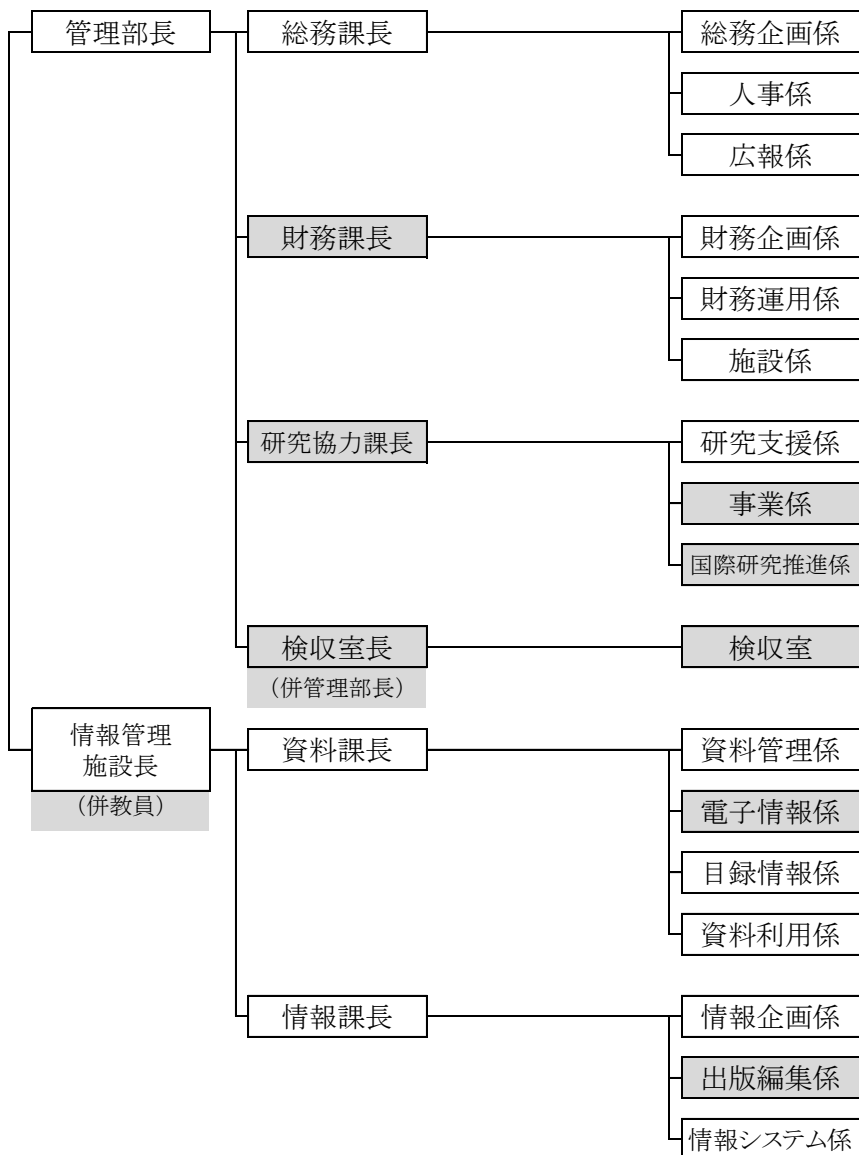 管理部長
総務課長
総務企画係
人事係
広報係
財務課長
財務企画係
財務運用係
施設係
研究協力課長
研究支援係
事業係
国際研究推進係
検収室長
(併管理部長)
検収室
情報管理
施設長
(併教員)
資料課長
資料管理係
電子情報係
目録情報係
資料利用係
情報課長
情報企画係
出版編集係
情報システム係